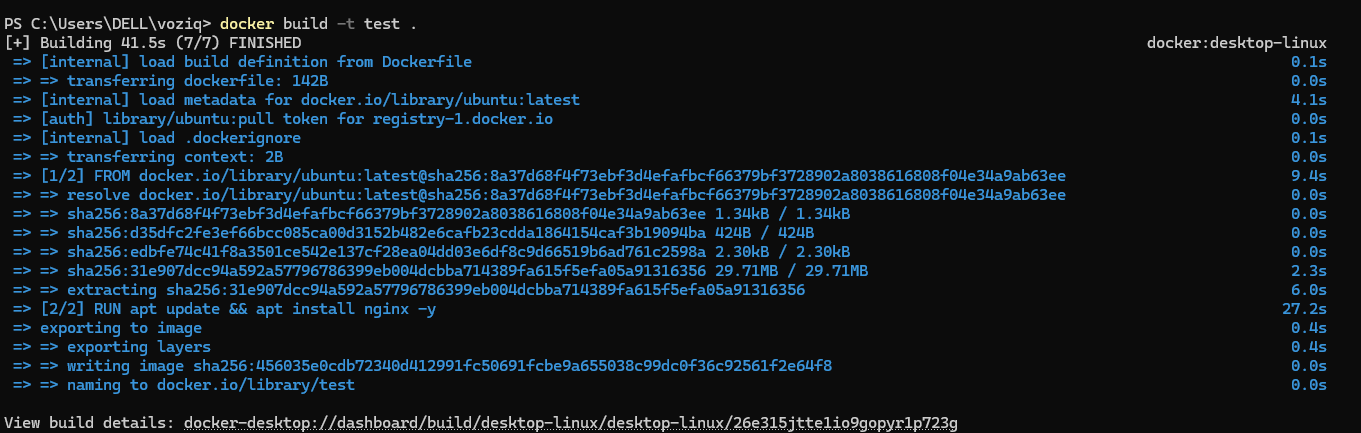 PS C:\Users\DELL\voziq> docker build -t test .
[+] Building 41.5s (7/7) FINISHED docker:desktop-linux
=> [internal] load build definition from Dockerfile 0.1s
=> => transferring dockerfile: 142B 0.0s
=> [internal] load metadata for docker.io/library/ubuntu:latest 4.1s
=> [auth] library/ubuntu:pull token for registry-1.docker.io 0.0s
=> [internal] load .dockerignore 0.1s
=> => transferring context: 2B 0.0s
=> [1/2] FROM docker.io/library/ubuntu:latest@sha256:8a37d68f4f73ebf3d4efafbcf66379bf3728902a8038616808f04e34a9ab63ee 9.4s
=> => resolve docker.io/library/ubuntu:latest@sha256:8a37d68f4f73ebf3d4efafbcf66379bf3728902a8038616808f04e34a9ab63ee 0.0s
=> => sha256:8a37d68f4f73ebf3d4efafbcf66379bf3728902a8038616808f04e34a9ab63ee 1.34kB / 1.34kB 0.0s
=> => sha256:d35dfc2fe3ef66bcc085ca00d3152b482e6cafb23cdda1864154caf3b19094ba 424B / 424B 0.0s
=> => sha256:edbfe74c41f8a3501ce542e137cf28ea04dd03e6df8c9d66519b6ad761c2598a 2.30kB / 2.30kB 0.0s
=> => sha256:31e907dcc94a592a57796786399eb004dcbba714389fa615f5efa05a91316356 29.71MB / 29.71MB 2.3s
=> => extracting sha256:31e907dcc94a592a57796786399eb004dcbba714389fa615f5efa05a91316356 6.0s
=> [2/2] RUN apt update && apt install nginx -y 27.2s
=> exporting to image 0.4s
=> => exporting layers 0.4s
=> => writing image sha256:456035e0cdb72340d412991fc50691fcbe9a655038c99dc0f36c92561f2e64f8 0.0s
=> => naming to docker.io/library/test 0.0s
View build details: docker-desktop://dashboard/build/desktop-linux/desktop-linux/26e315jtte1io9gopyr1p723g